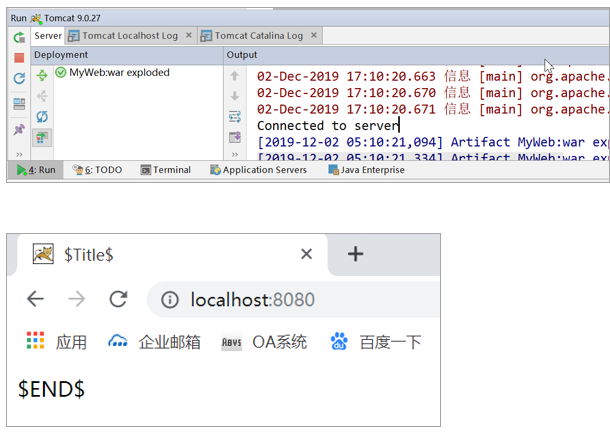 Run Tomcat 9.0.27
Server Tomcat Localhost Log Tomcat Catalina Log
Deployment Output
MyWeb:war exploded
02-Dec-2019 17:10:20.663 信息 [main] org.apache.
02-Dec-2019 17:10:20.670 信息 [main] org.apache.
02-Dec-2019 17:10:20.671 信息 [main] org.apache.
Connected to server
[2019-12-02 05:10:21,094] Artifact MyWeb:war exp
[2019-12-02 05:10:21,334] Artifact MyWeb:war exp
4: Run 6: TODO Terminal Application Servers Java Enterprise
$Title$
localhost:8080
应用 企业邮箱 OA系统 百度一下
$END$